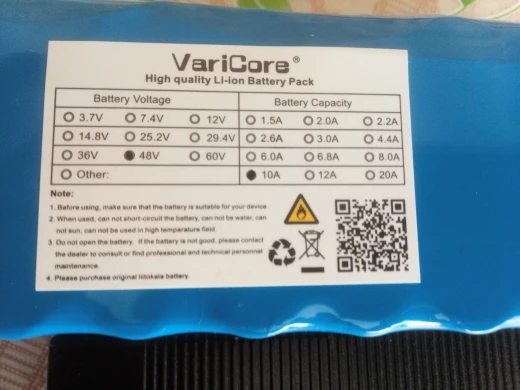 VariCore®
High quality Li-ion Battery Pack
Battery Voltage Battery Capacity
3.7V 7.4V 12V 1.5A 2.0A 2.2A
14.8V 25.2V 29.4V 2.6A 3.0A 4.4A
36V 48V 60V 6.0A 6.8A 8.0A
Other: 10A 12A 20A
Note:
1. Before using, make sure that the battery is suitable for your device.
2. When used, can not short-circuit the battery, can not be water, can
not sun, can not be used in high temperature field
3. Do not open the battery. If the battery is not good, please contact
the dealer to consult or find professional and technical personnel
maintenance.
4. Please purchase original litokala battery.